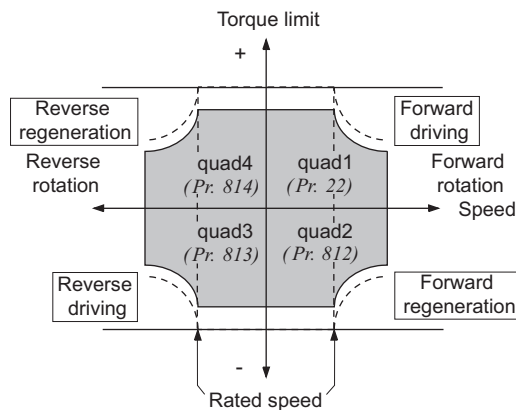 Torque limit
+
Reverse
regeneration
Forward
driving
Reverse
rotation
quad4
(Pr. 814)
quad1
(Pr. 22)
Forward
rotation
Speed
quad3
(Pr. 813)
quad2
(Pr. 812)
Reverse
driving
Forward
regeneration
-
Rated speed